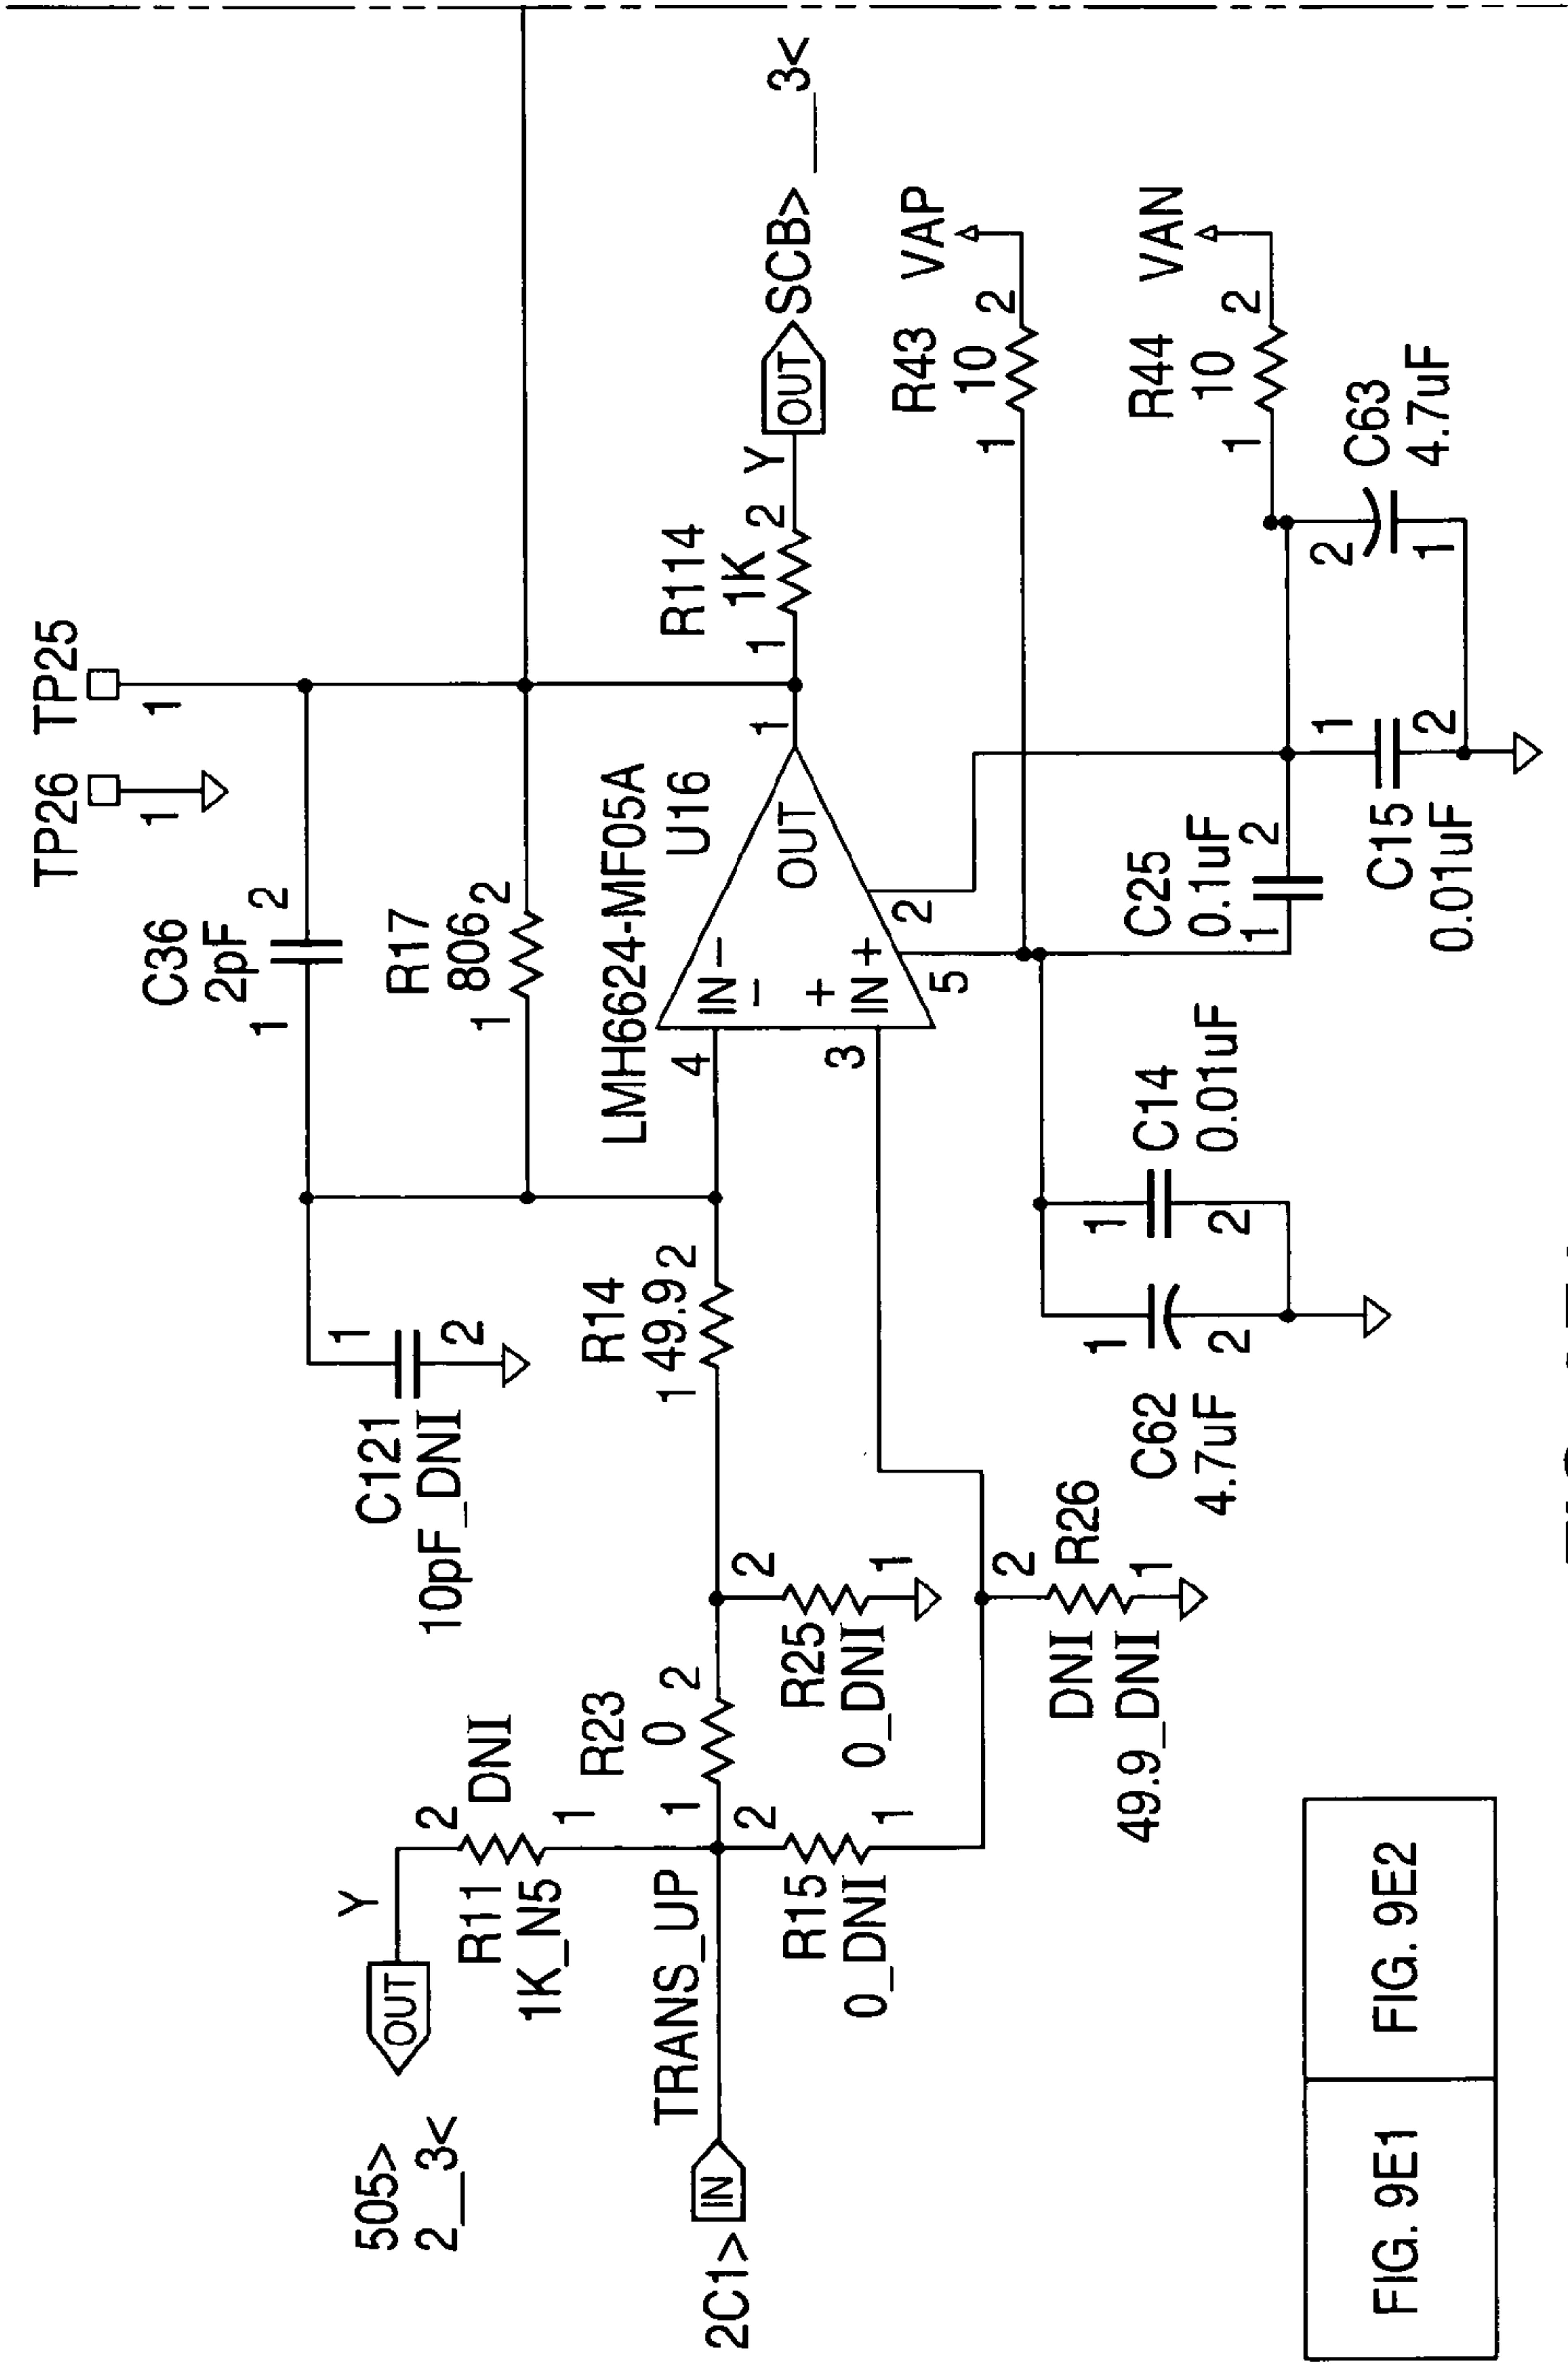 TP26
TP25
1
1
C36
2pF
1
2
R17
806
1
2
LMH6624-MF05A
U16
C121
10pF_DNI
1
2
505>
2__3<
OUT
Y
R11
1K_N5
2
DNI
1
R23
0
1
2
R14
49.9
1
2
4
IN-
-
+
IN+
OUT
3
5
2
1
R114
1K
1
2
Y
OUT
SCB>
__3<
2C1>
IN
TRANS_UP
R15
0_DNI
2
1
R25
0_DNI
2
1
R26
DNI
49.9_DNI
2
1
R43
10
1
2
VAP
R44
10
1
2
VAN
C62
4.7uF
1
2
C14
0.01uF
1
2
C25
0.1uF
1
2
C15
0.01uF
1
2
C63
4.7uF
2
1
FIG. 9E1
FIG. 9E2